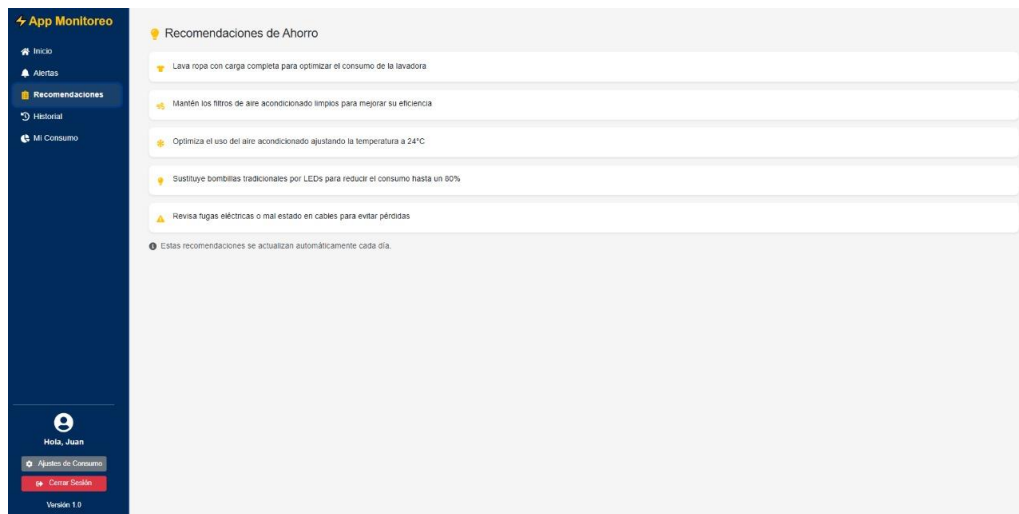 App Monitoreo
Inicio
Alertas
Recomendaciones
Historial
Mi Consumo
Hola, Juan
Ajustes de Consumo
Cerrar Sesión
Versión 1.0
Recomendaciones de Ahorro
Lava ropa con carga completa para optimizar el consumo de la lavadora
Mantén los filtros de aire acondicionado limpios para mejorar su eficiencia
Optimiza el uso del aire acondicionado ajustando la temperatura a 24°C
Sustituye bombillas tradicionales por LEDs para reducir el consumo hasta un 80%
Revisa fugas eléctricas o mal estado en cables para evitar pérdidas
Estas recomendaciones se actualizan automáticamente cada día.